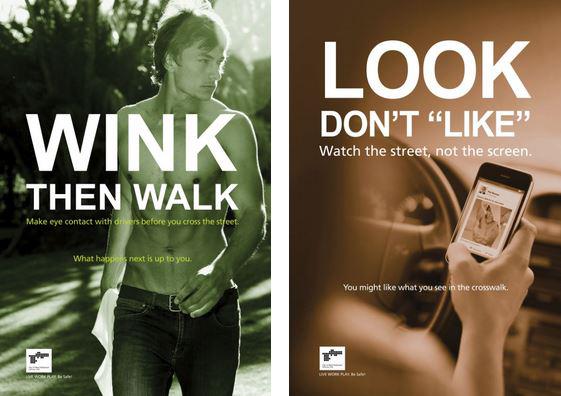 WINK
THEN WALK
Make eye contact with drivers before you cross the street.
What happens next is up to you.
LIVE WORK PLAY. Be Safe!
LOOK
DON'T “LIKE”
Watch the street, not the screen.
You might like what you see in the crosswalk.
LIVE WORK PLAY. Be Safe!